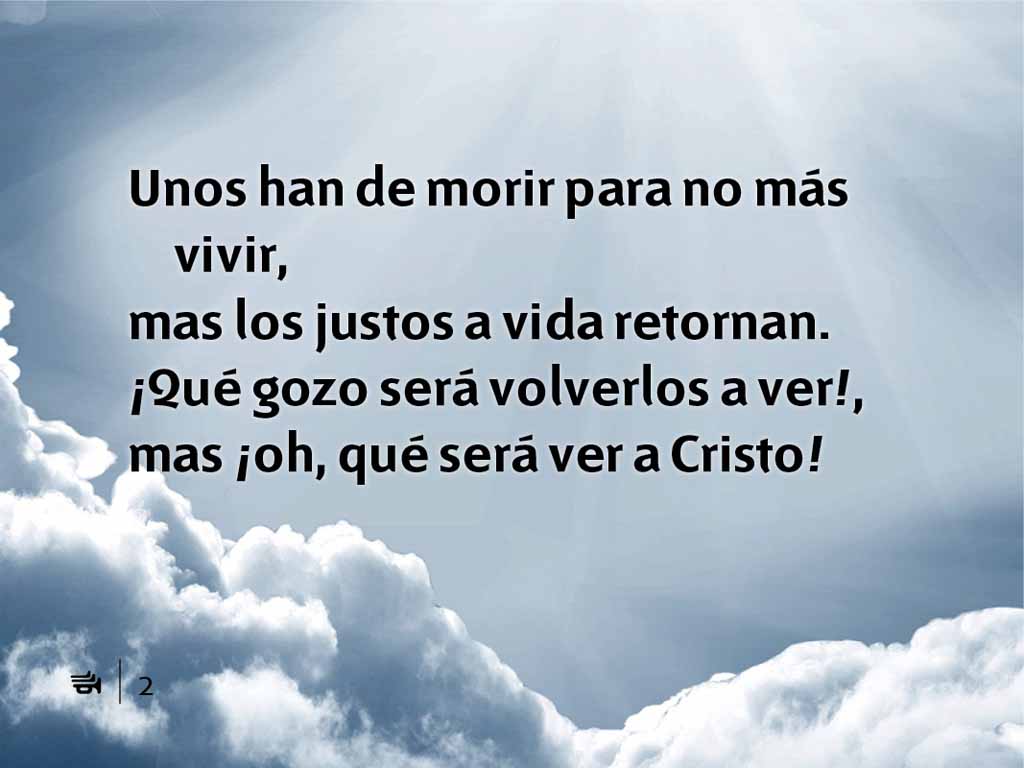 Unos han de morir para no más
vivir,
mas los justos a vida retornan.
¡Qué gozo será volverlos a ver!,
mas ¡oh, qué será ver a Cristo!
2